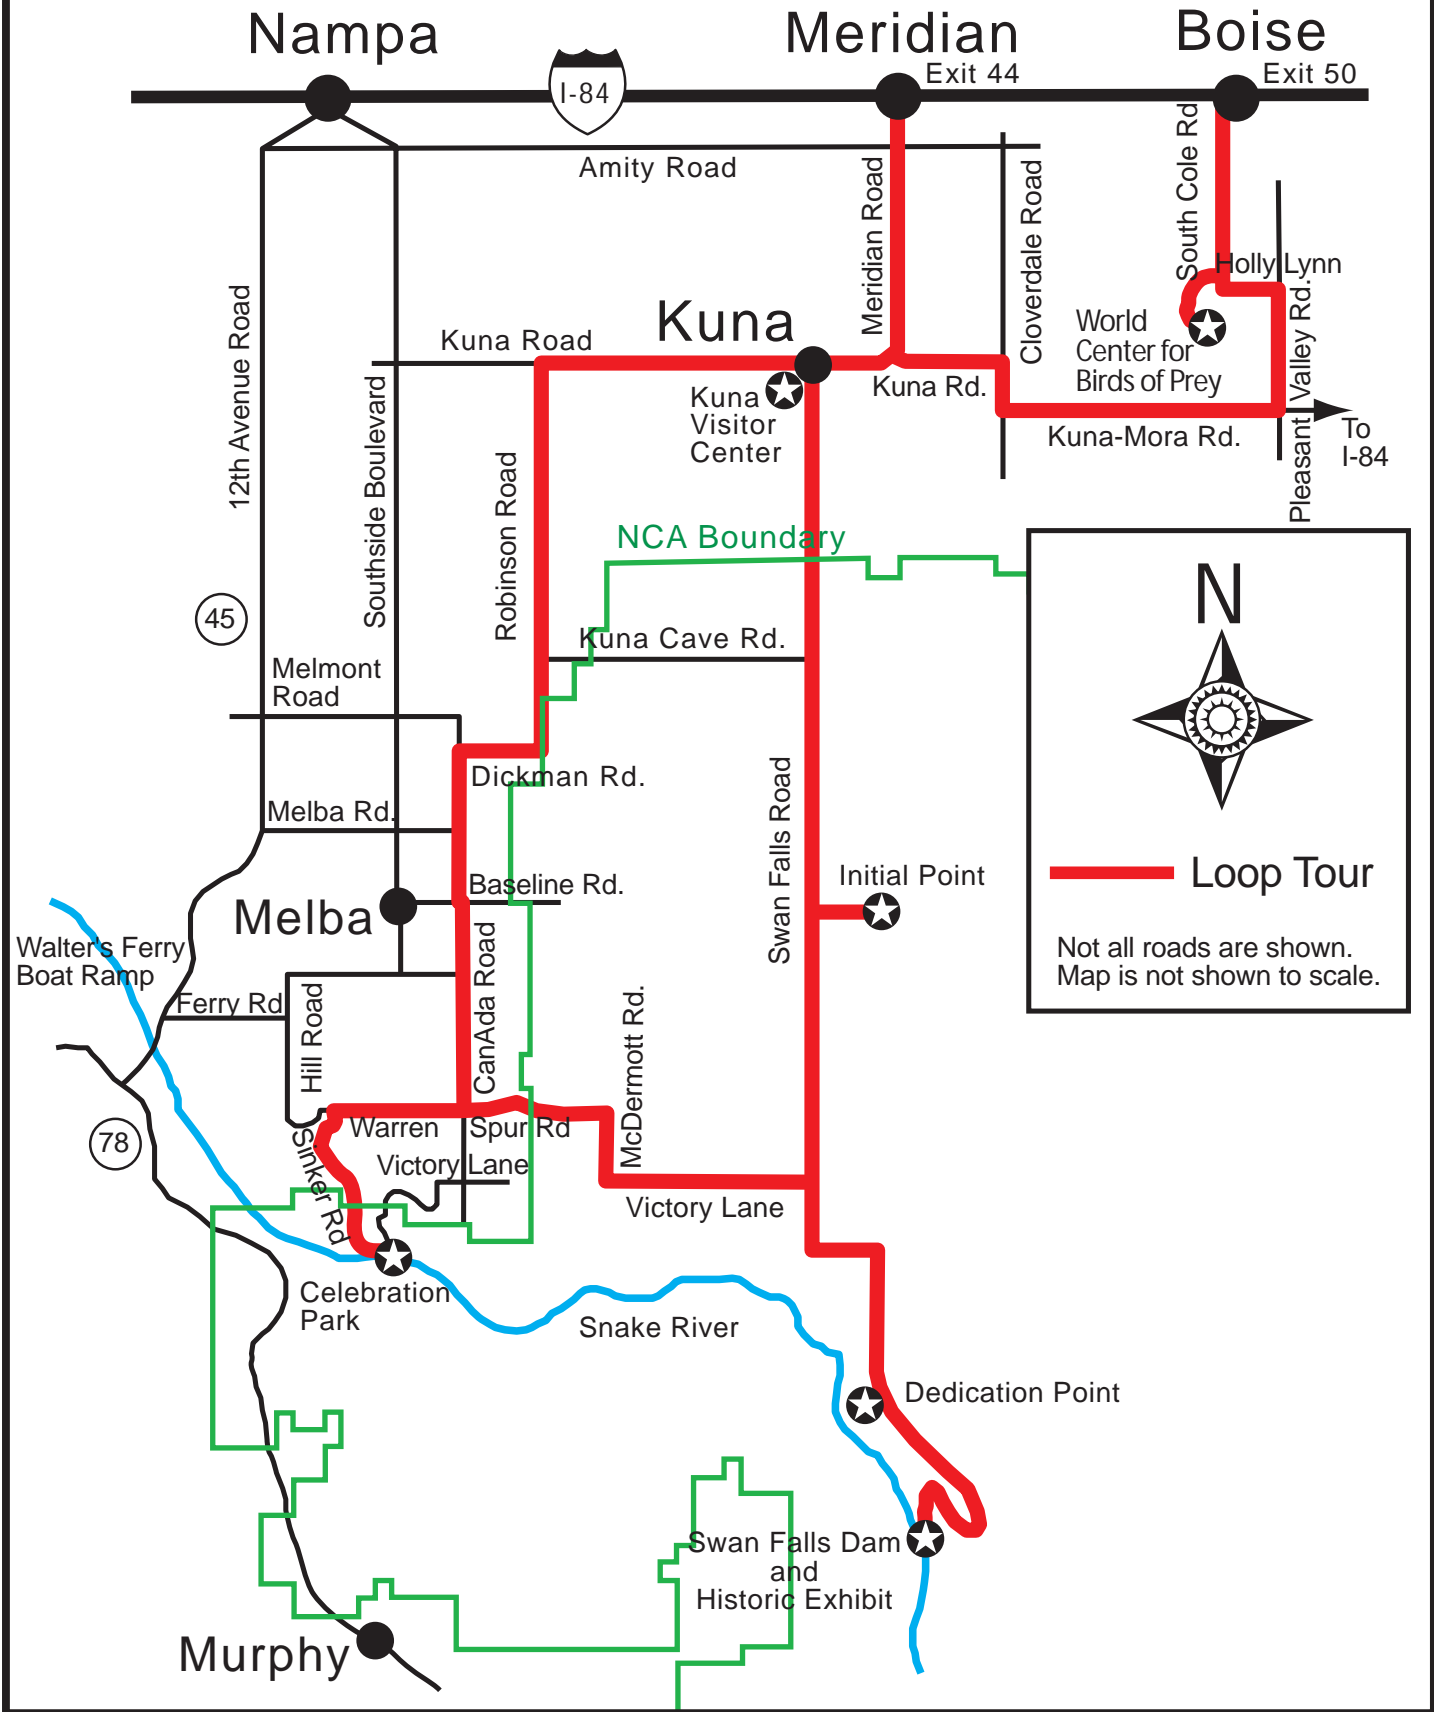 Nampa
Meridian
Boise
Exit 44
Exit 50
I-84
Amity Road
Meridian Road
Cloverdale Road
South Cole Rd
Holly Lynn
Pleasant Valley Rd.
World
Center for
Birds of Prey
12th Avenue Road
Southside Boulevard
Kuna Road
Kuna
Kuna Rd.
Kuna
Visitor
Center
Kuna-Mora Rd.
To
I-84
Robinson Road
NCA Boundary
45
Kuna Cave Rd.
Melmont
Road
Dickman Rd.
Melba Rd.
Swan Falls Road
Baseline Rd.
Initial Point
Melba
N
Loop Tour
Not all roads are shown.
Map is not shown to scale.
Walter's Ferry
Boat Ramp
Ferry Rd
Hill Road
CanAda Road
McDermott Rd.
78
Warren
Spur Rd
Sinker Rd
Victory Lane
Victory Lane
Celebration
Park
Snake River
Dedication Point
Swan Falls Dam
and
Historic Exhibit
Murphy